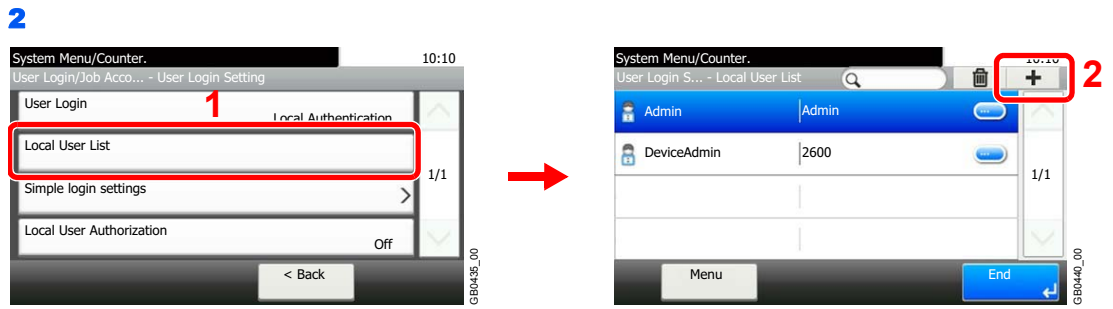 2
System Menu/Counter.
10:10
User Login/Job Acco... - User Login Setting
1
User Login
Local Authentication
Local User List
1/1
Simple login settings
Local User Authorization
Off
< Back
GB0435_00
System Menu/Counter.
10:10
User Login S... - Local User List
+
2
Admin
Admin
...
DeviceAdmin
2600
...
1/1
Menu
End
GB0440_00